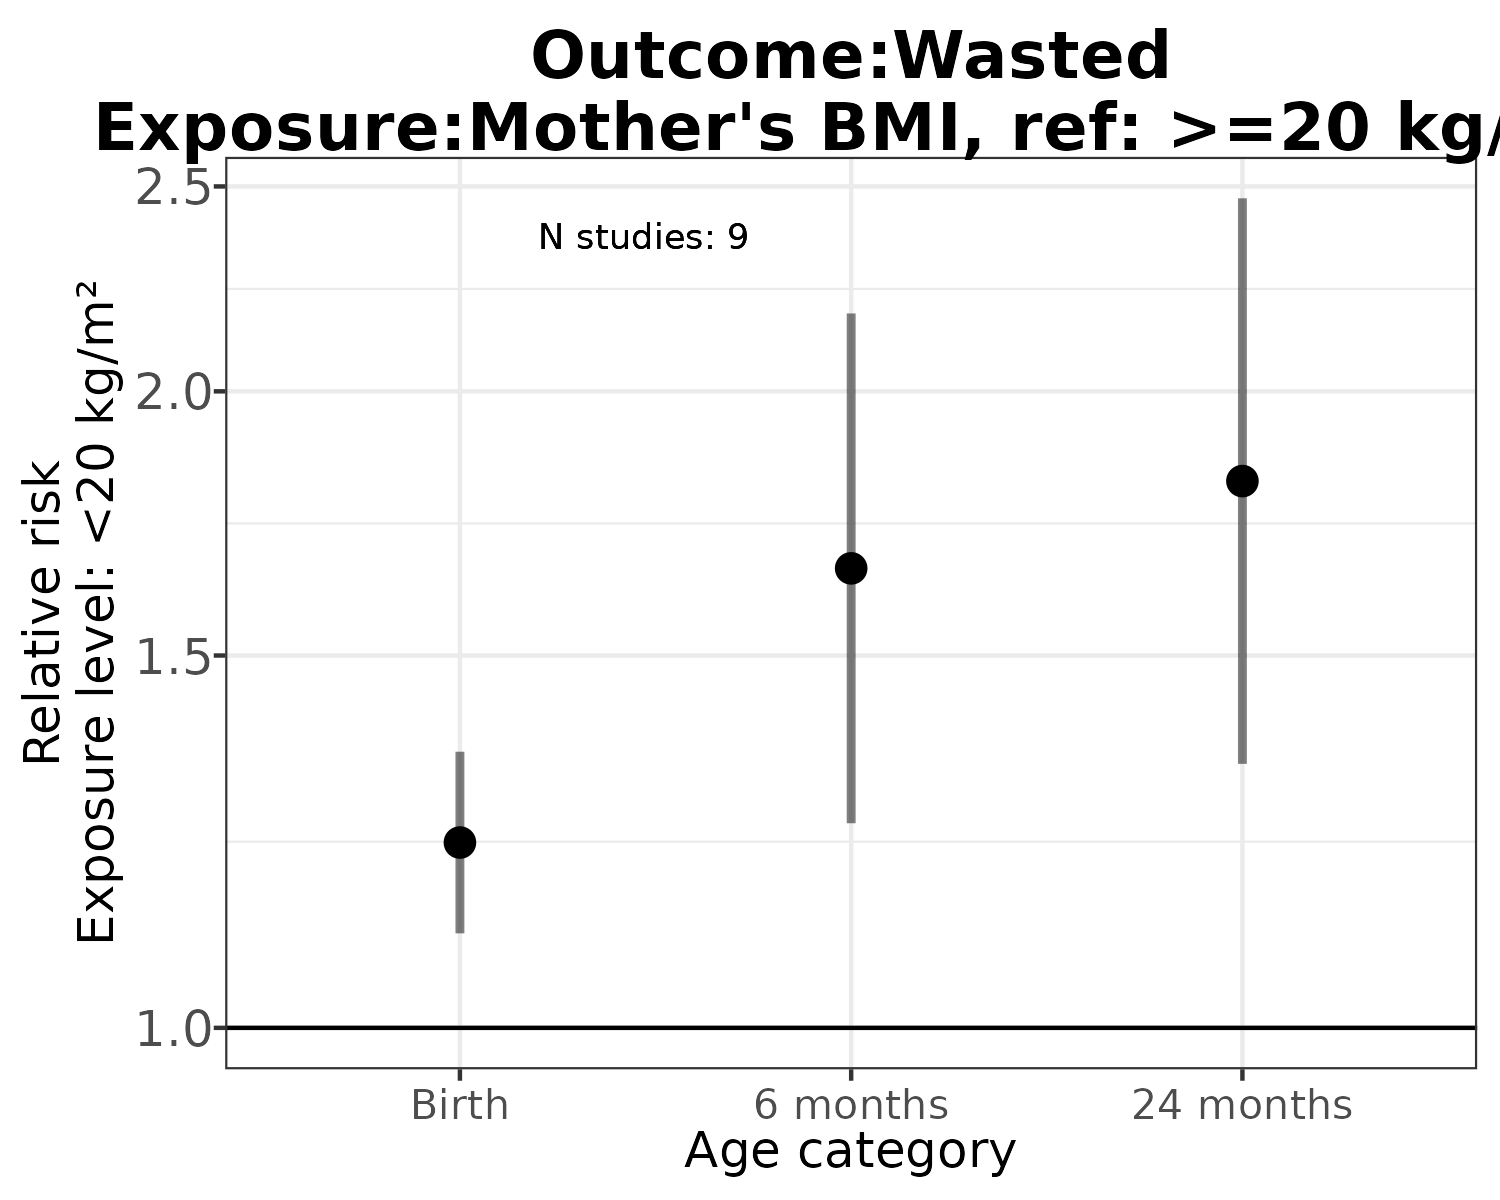 Outcome:Wasted
Exposure:Mother's BMI, ref: >=20 kg/
N studies: 9
2.5
2.0
1.5
1.0
Relative risk
Exposure level: <20 kg/m²
Birth
6 months
24 months
Age category